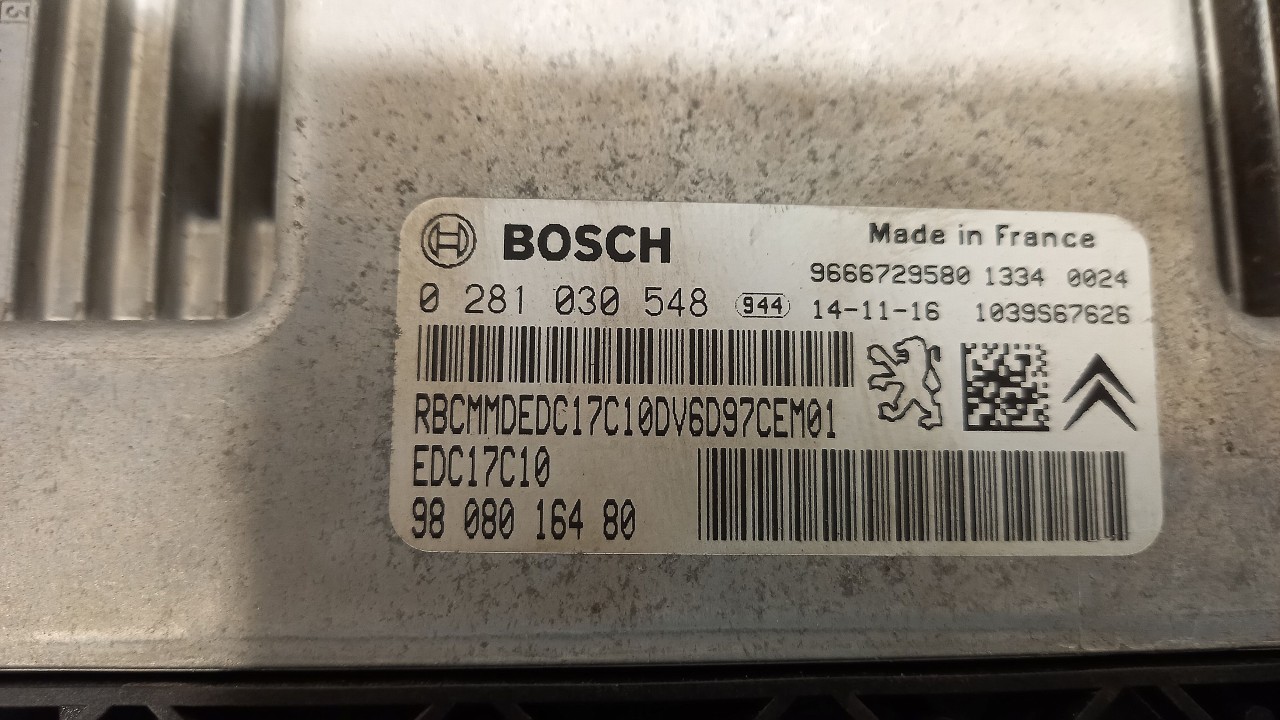 BOSCH
Made in France
9666729580 1334 0024
0 281 030 548 944 14-11-16 1039S67626
RBCMMDEDC17C10DV6D97CEM01
EDC17C10
98 080 164 80
3